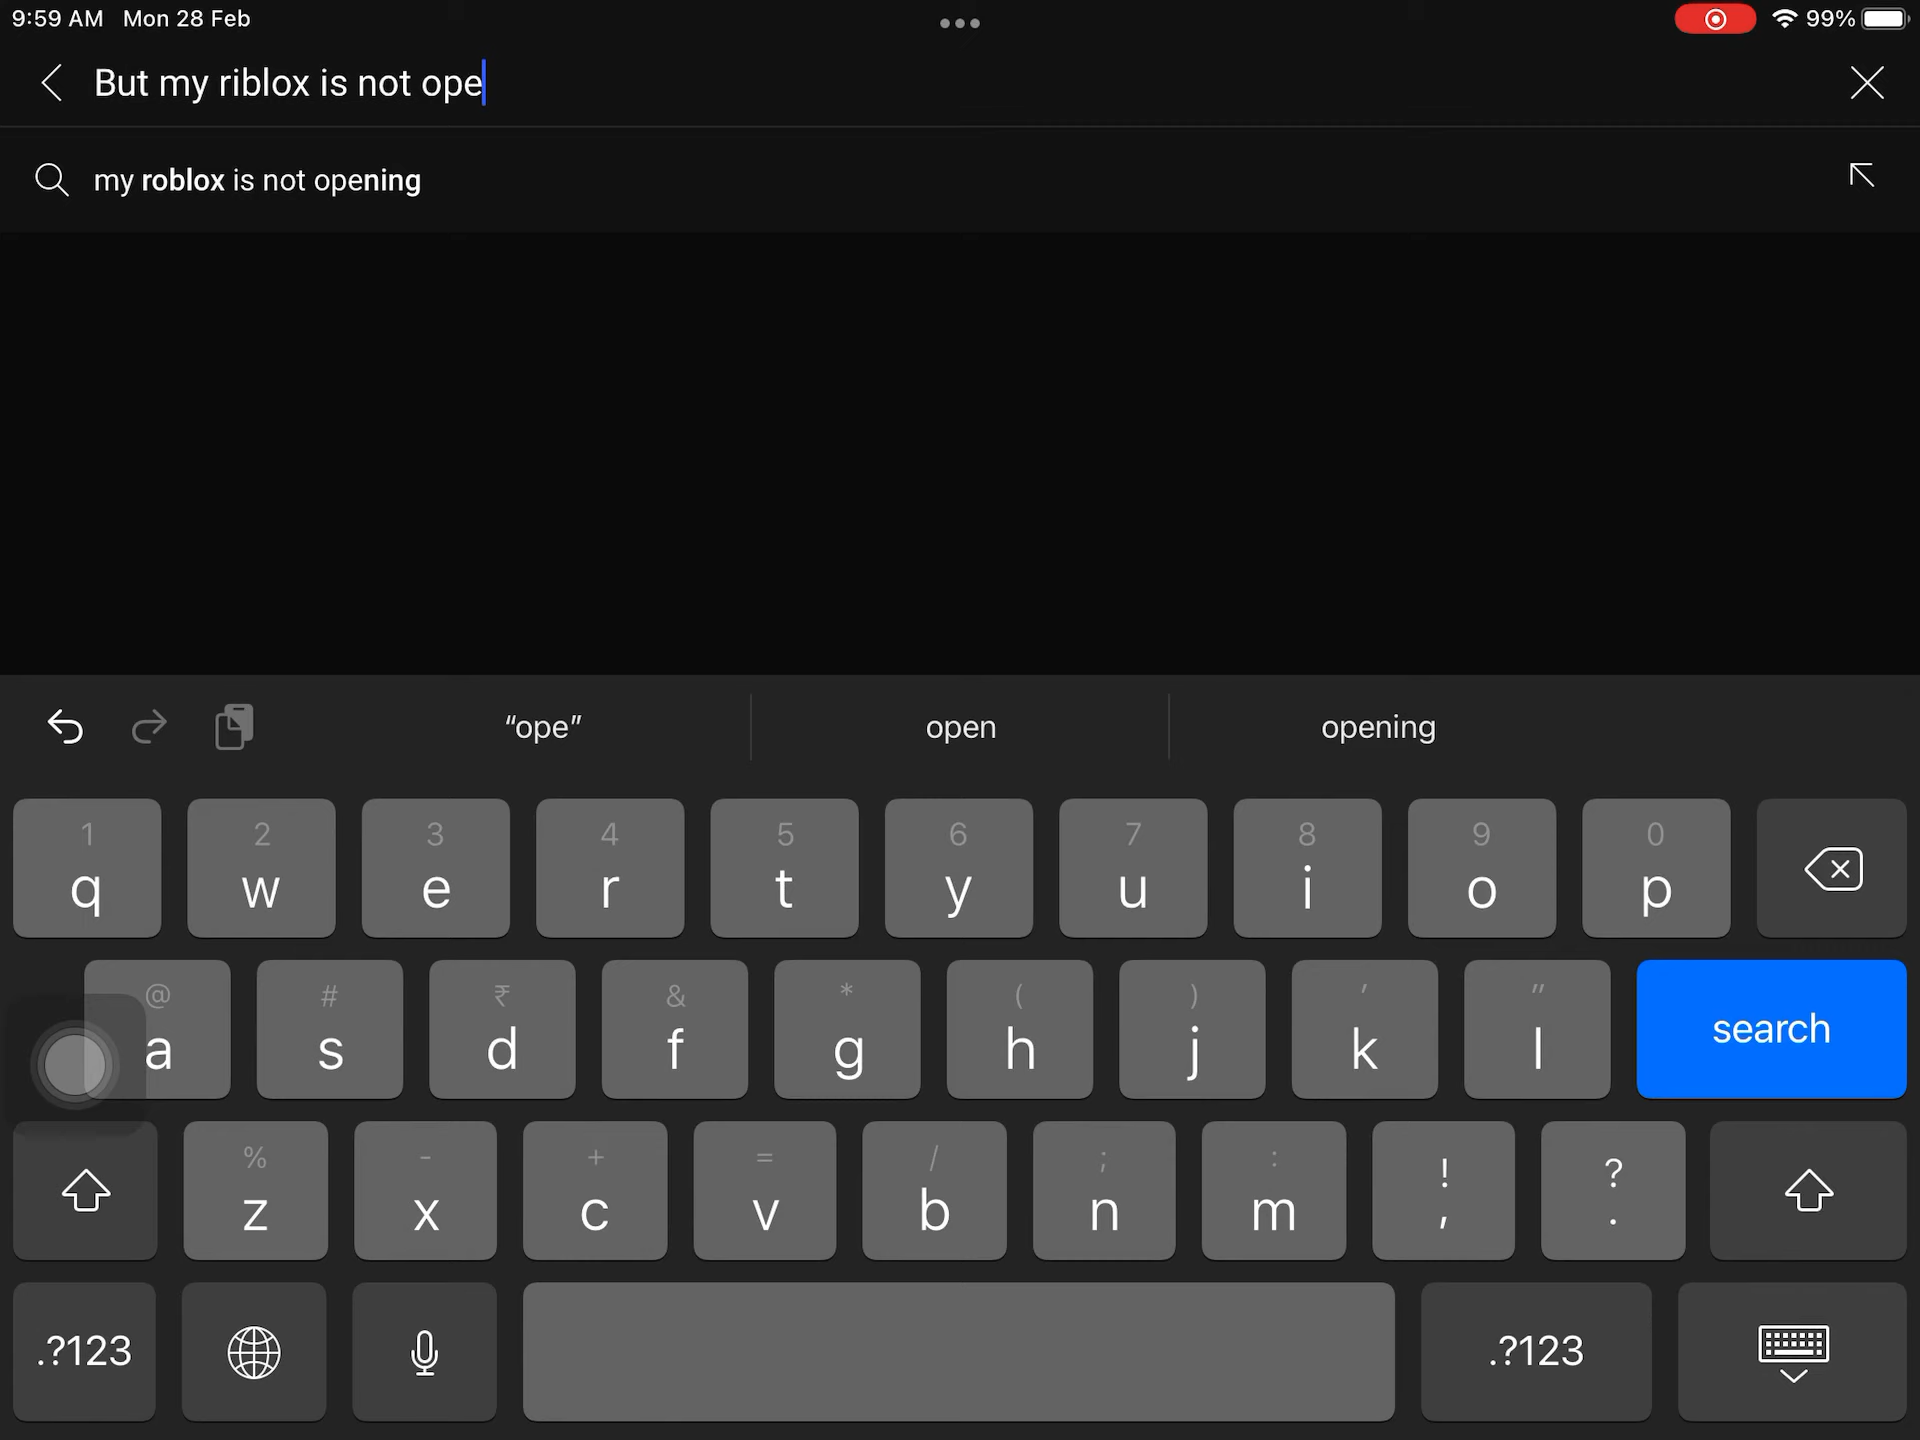 9:59 AM Mon 28 Feb 99%
But my riblox is not ope
my roblox is not opening
“ope” open opening
1 2 3 4 5 6 7 8 9 0
q w e r t y u i o p
@ # ₹ & * ( ) ' "
a s d f g h j k l search
% - + = / ; : ! ?
z x c v b n m , .
.?123 .?123